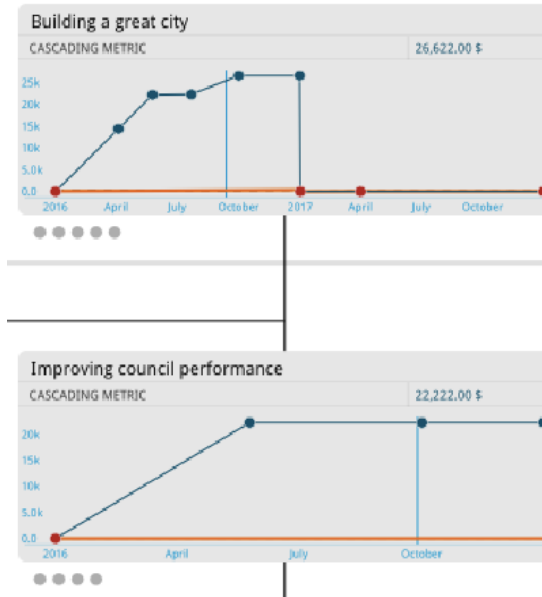 Building a great city
CASCADING METRIC 26,622.00 $
25k
20k
15k
10k
5.0k
0.0
2016 April July October 2017 April July October
Improving council performance
CASCADING METRIC 22,222.00 $
20k
15k
10k
5.0k
0.0
2016 April July October